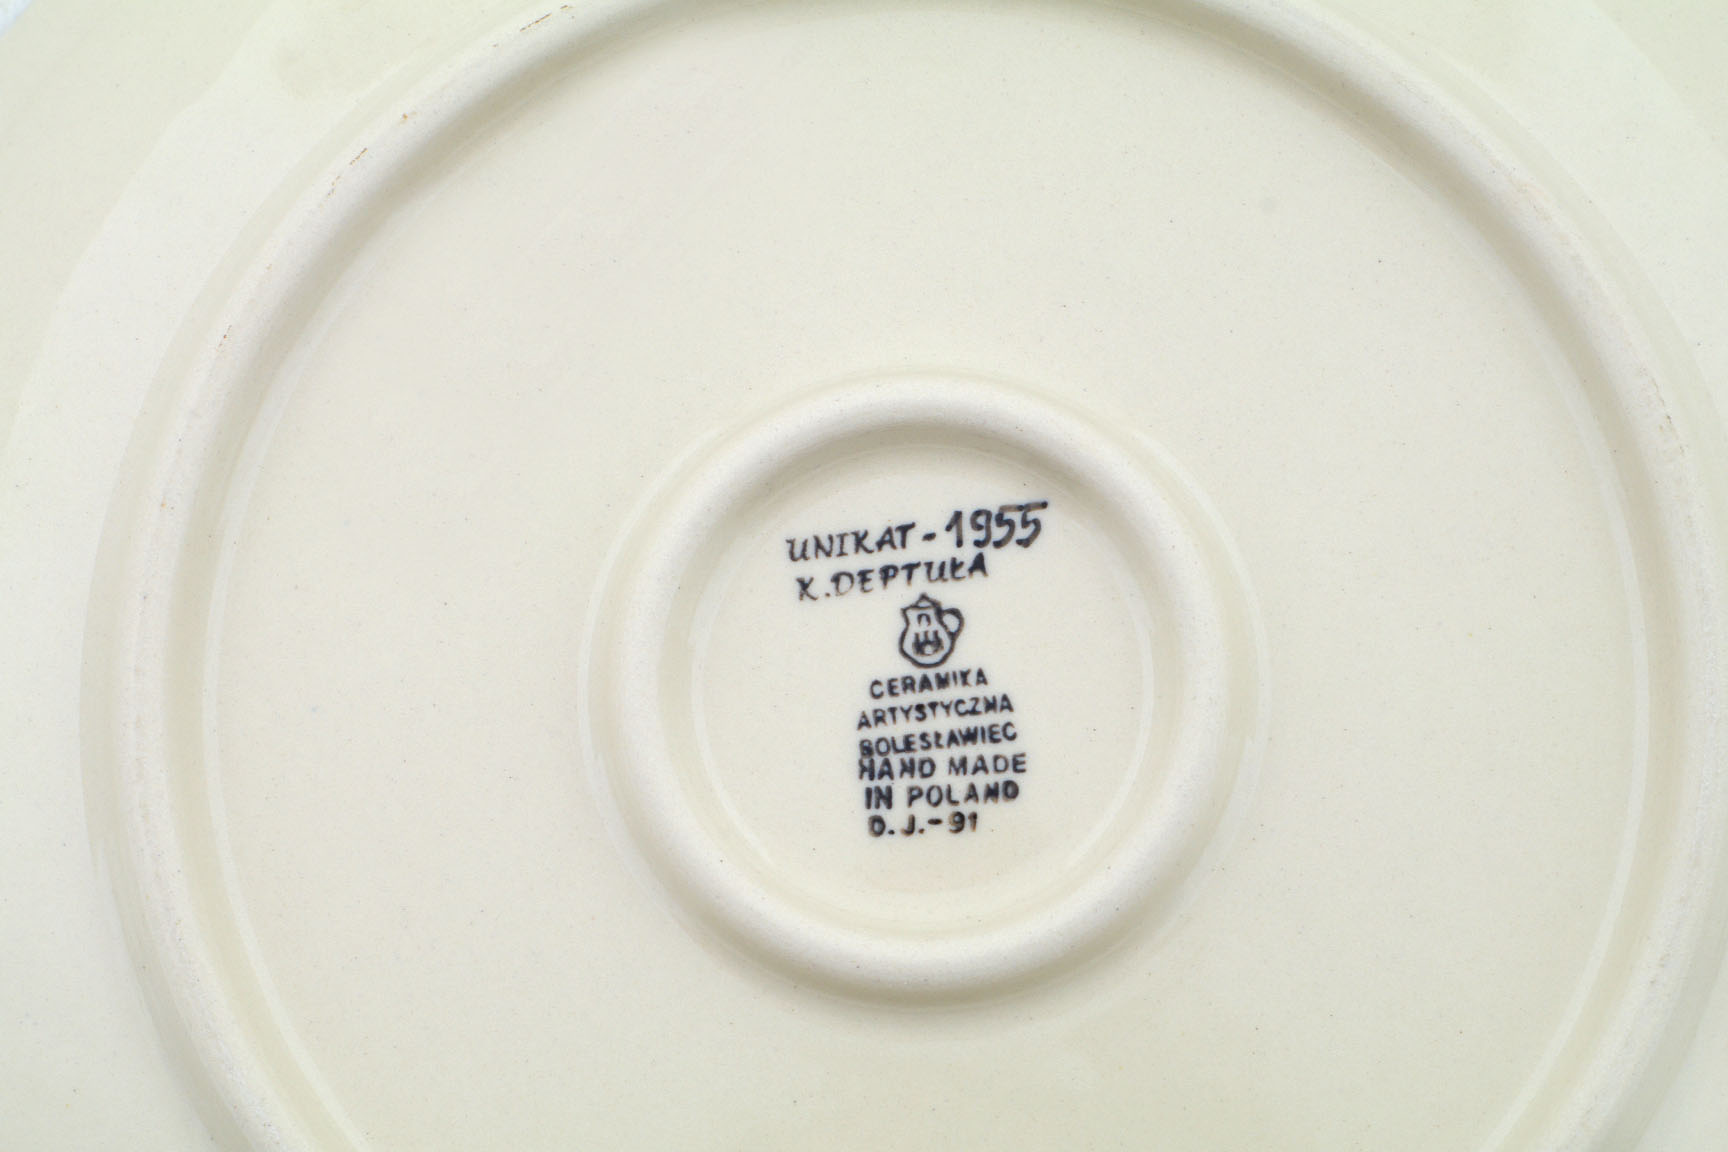 UNIKAT - 1955
K. DEPTUŁA
CERAMIKA
ARTYSTYCZNA
BOLESŁAWIEC
HAND MADE
IN POLAND
D. J. - 91